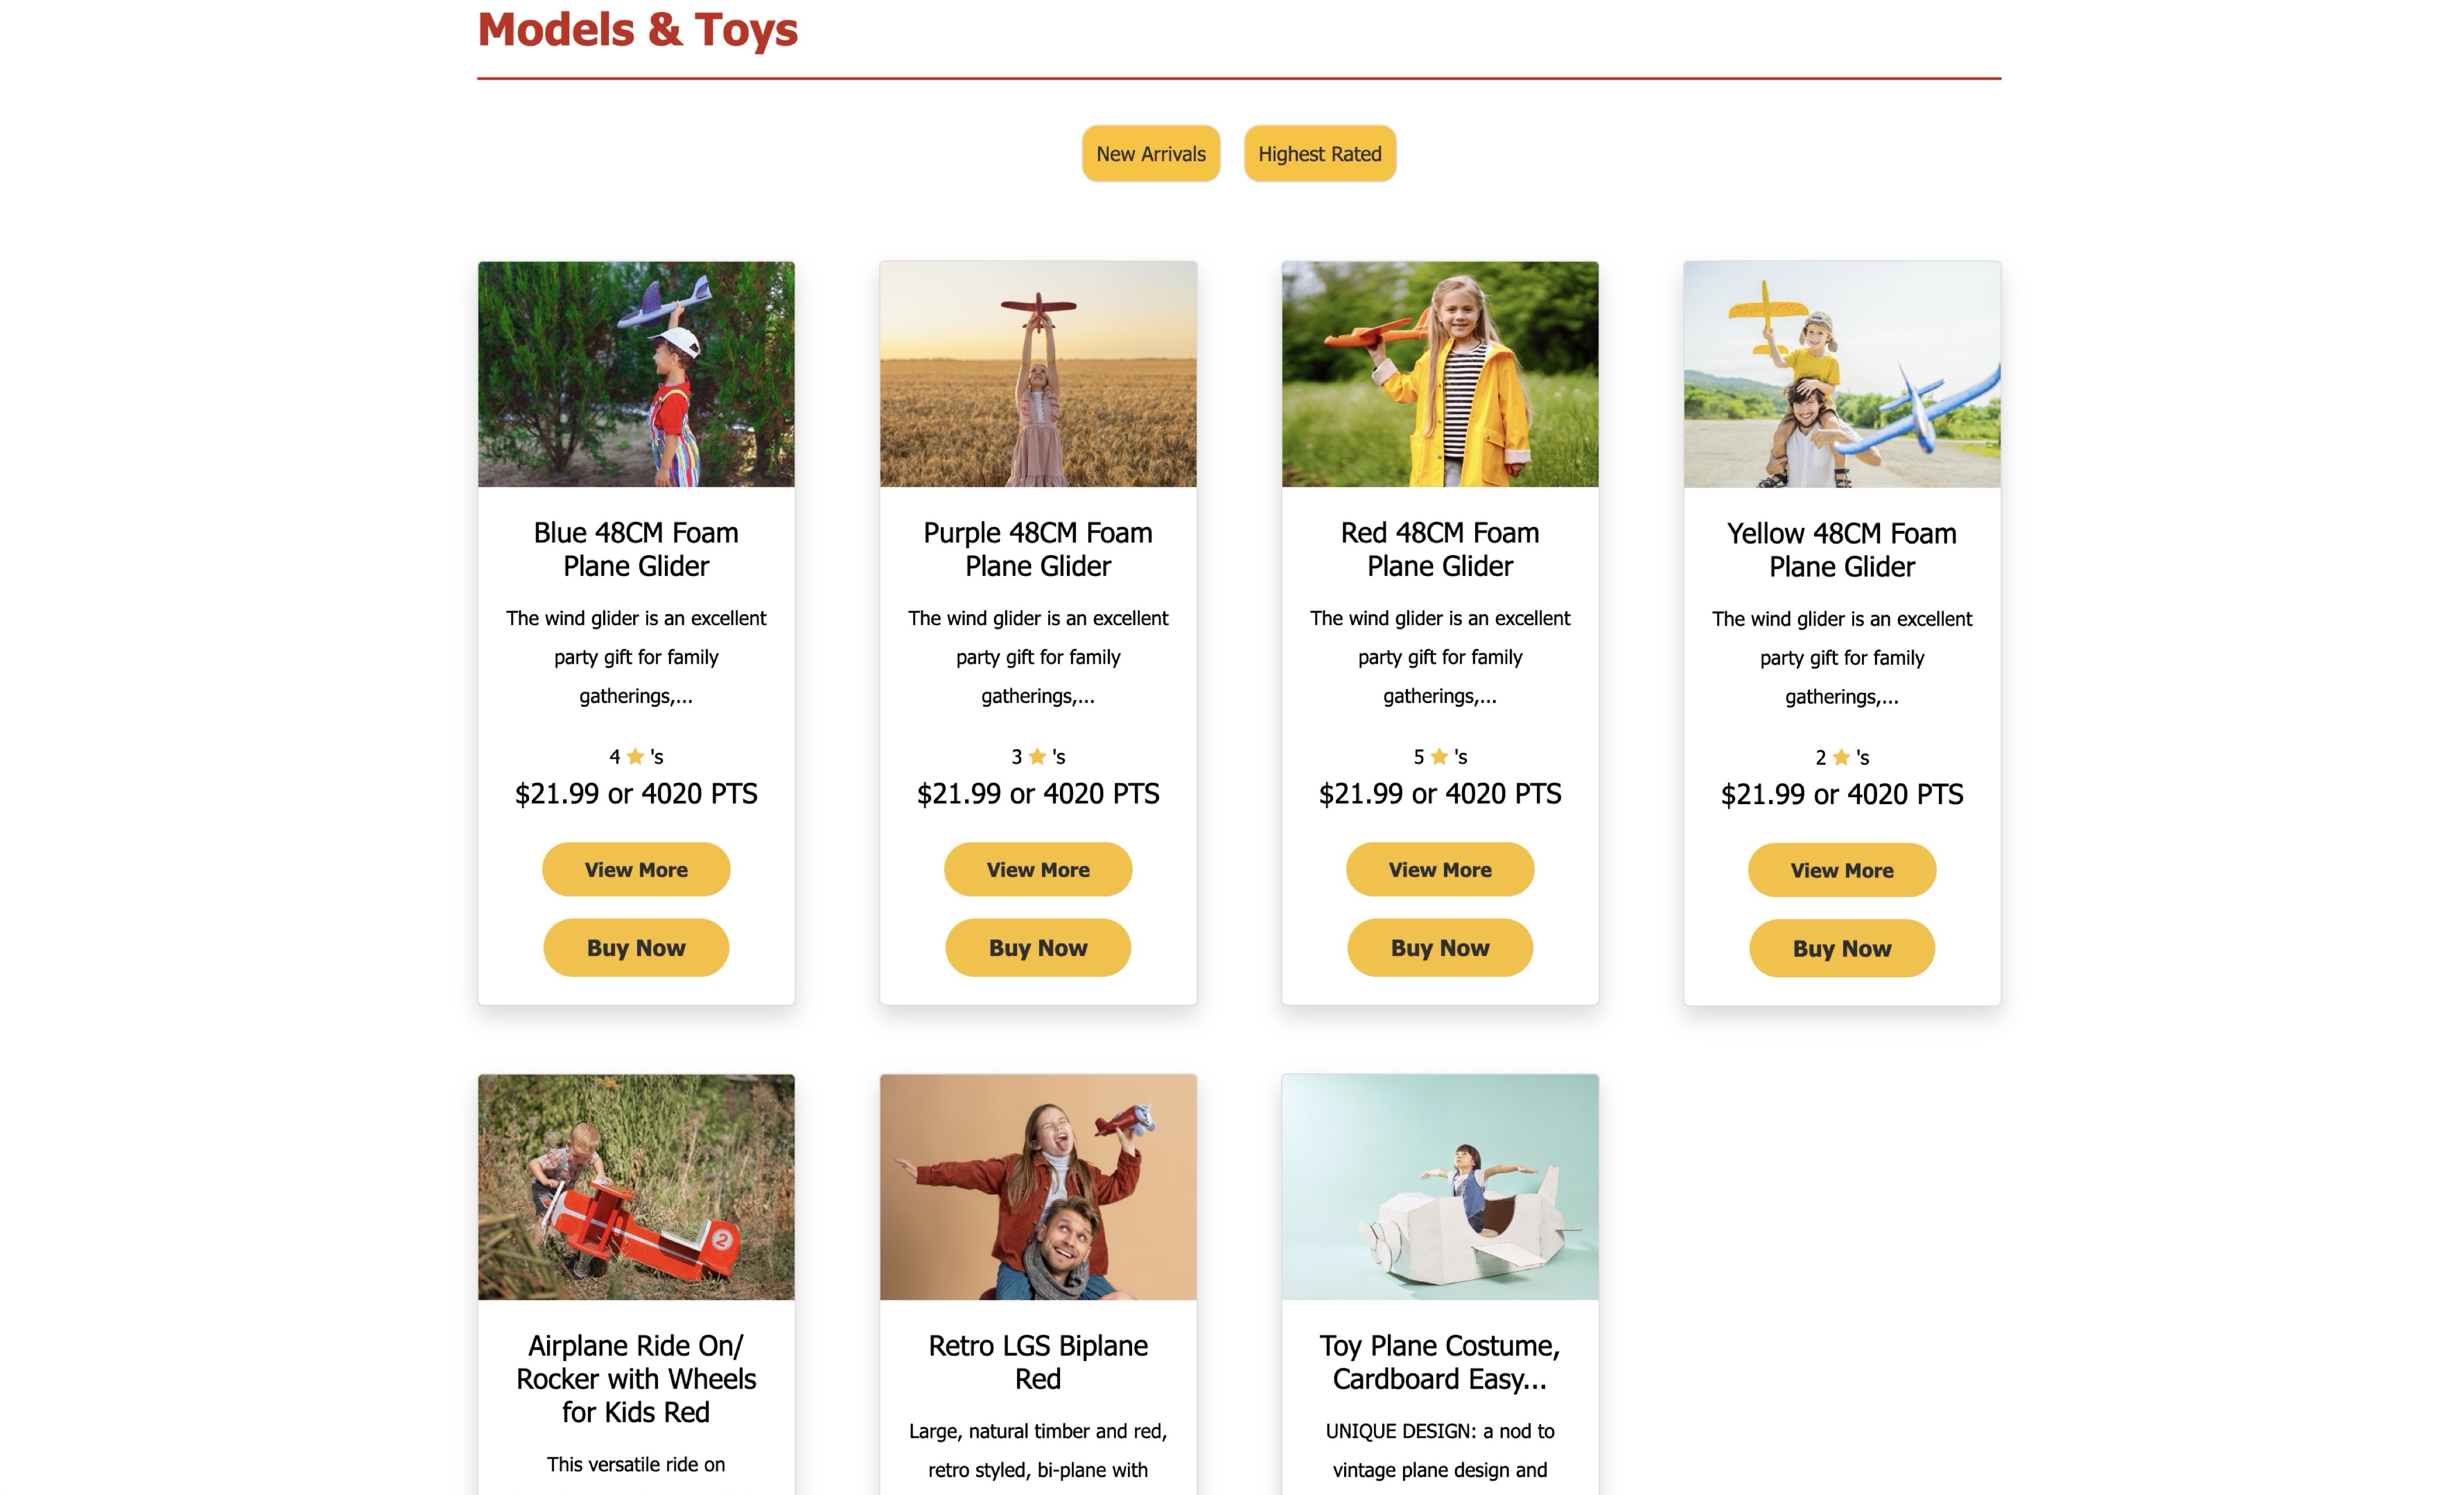 Models & Toys
New Arrivals
Highest Rated
Blue 48CM Foam
Plane Glider
The wind glider is an excellent
party gift for family
gatherings,...
4 ★ 's
$21.99 or 4020 PTS
View More
Buy Now
Purple 48CM Foam
Plane Glider
The wind glider is an excellent
party gift for family
gatherings,...
3 ★ 's
$21.99 or 4020 PTS
View More
Buy Now
Red 48CM Foam
Plane Glider
The wind glider is an excellent
party gift for family
gatherings,...
5 ★ 's
$21.99 or 4020 PTS
View More
Buy Now
Yellow 48CM Foam
Plane Glider
The wind glider is an excellent
party gift for family
gatherings,...
2 ★ 's
$21.99 or 4020 PTS
View More
Buy Now
2
Airplane Ride On/
Rocker with Wheels
for Kids Red
This versatile ride on
Retro LGS Biplane
Red
Large, natural timber and red,
retro styled, bi-plane with
Toy Plane Costume,
Cardboard Easy...
UNIQUE DESIGN: a nod to
vintage plane design and